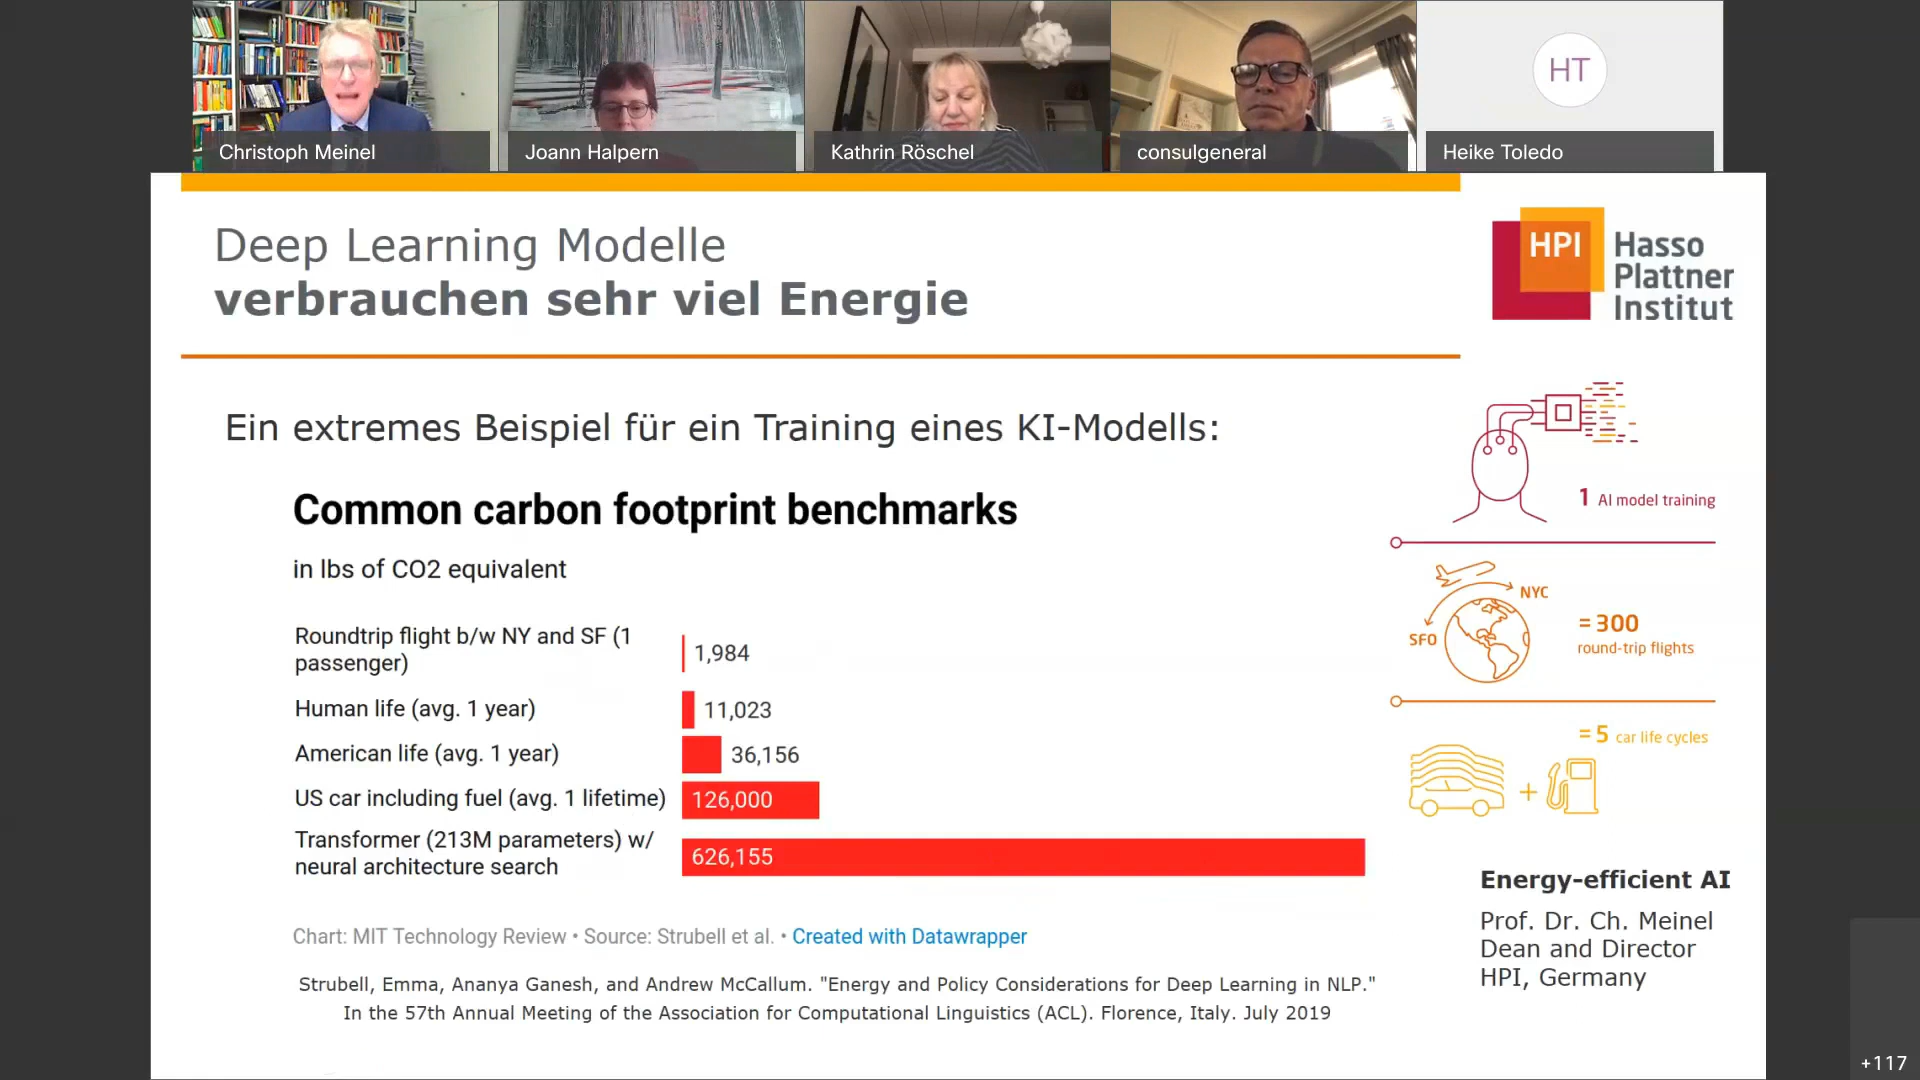 Christoph Meinel
Joann Halpern
Kathrin Röschel
consulgeneral
HT
Heike Toledo
Deep Learning Modelle
verbrauchen sehr viel Energie
HPI
Hasso
Plattner
Institut
Ein extremes Beispiel für ein Training eines KI-Modells:
Common carbon footprint benchmarks
in lbs of CO2 equivalent
Roundtrip flight b/w NY and SF (1
passenger)
1,984
Human life (avg. 1 year)
11,023
American life (avg. 1 year)
36,156
US car including fuel (avg. 1 lifetime)
126,000
Transformer (213M parameters) w/
neural architecture search
626,155
Chart: MIT Technology Review • Source: Strubell et al. • Created with Datawrapper
Strubell, Emma, Ananya Ganesh, and Andrew McCallum. "Energy and Policy Considerations for Deep Learning in NLP."
In the 57th Annual Meeting of the Association for Computational Linguistics (ACL). Florence, Italy. July 2019
1 AI model training
NYC
SFO
= 300
round-trip flights
= 5 car life cycles
+
Energy-efficient AI
Prof. Dr. Ch. Meinel
Dean and Director
HPI, Germany
+117